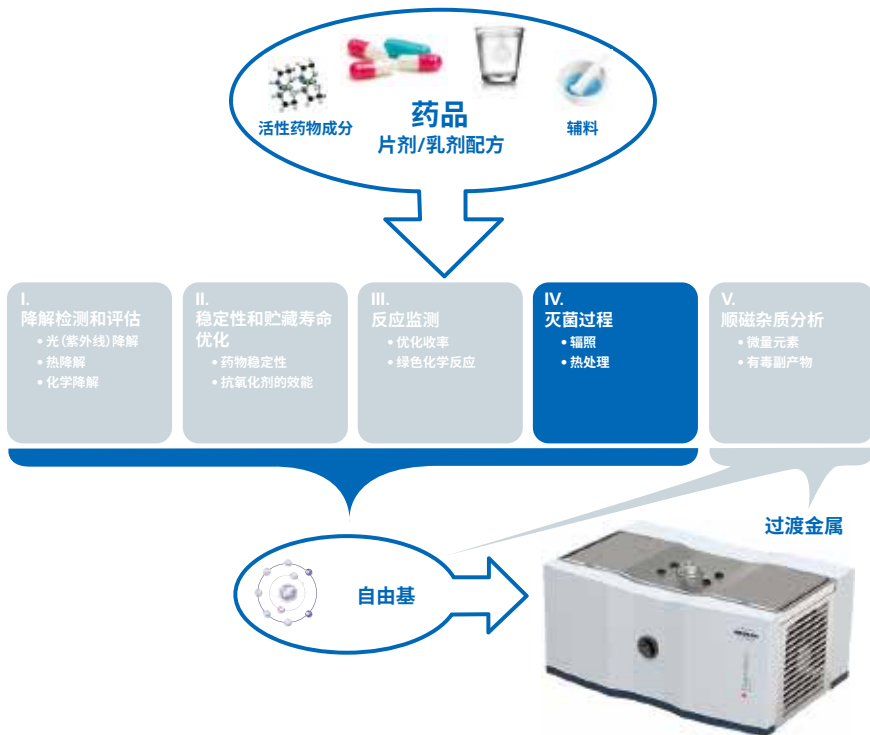 活性药物成分
药品
片剂/乳剂配方
辅料
I.
降解检测和评估
• 光(紫外线)降解
• 热降解
• 化学降解
II.
稳定性和贮藏寿命
优化
• 药物稳定性
• 抗氧化剂的效能
III.
反应监测
• 优化收率
• 绿色化学反应
IV.
灭菌过程
• 辐照
• 热处理
V.
顺磁杂质分析
• 微量元素
• 有毒副产物
过渡金属
自由基